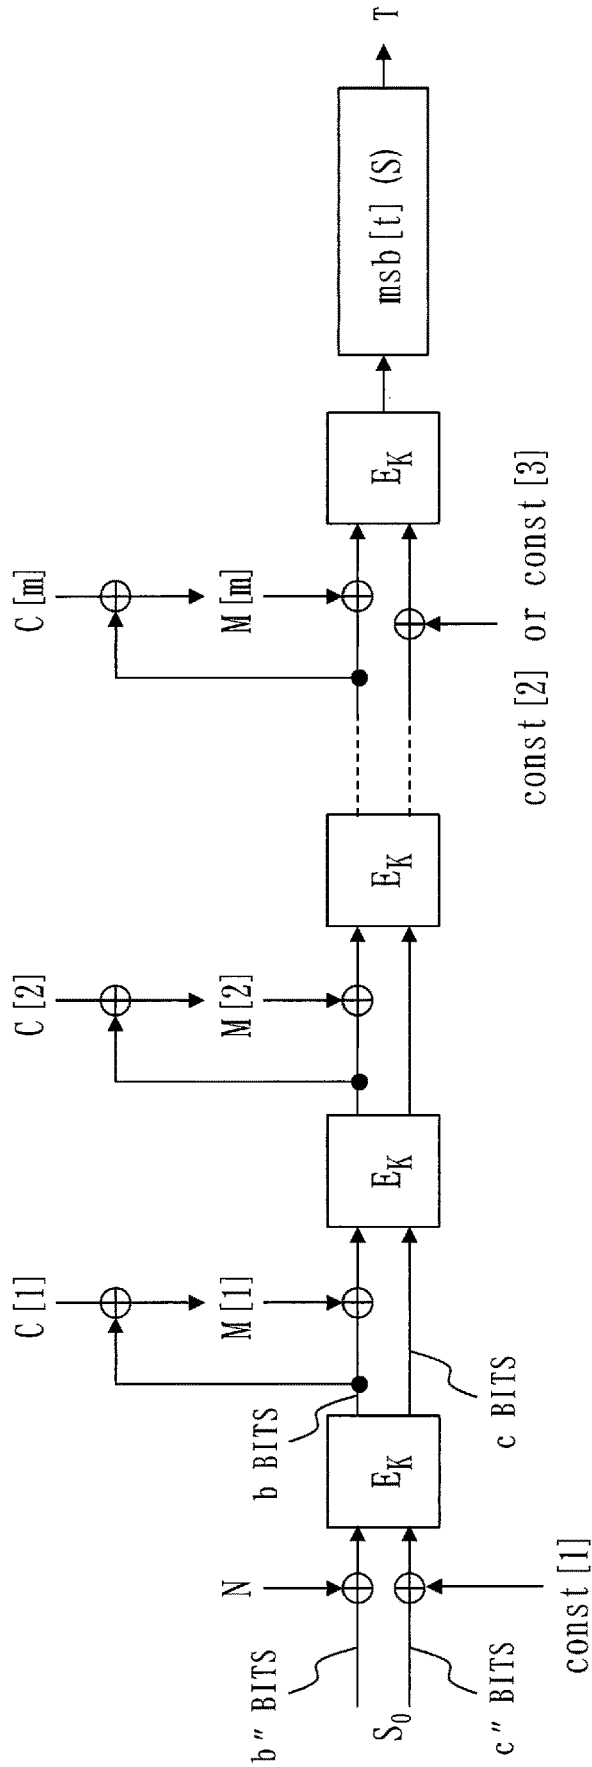 C[1]
C[2]
C[m]
N
M[1]
M[2]
M[m]
T
b″ BITS
b BITS
S₀
E_K
E_K
E_K
E_K
msb[t](S)
c″ BITS
c BITS
const[1]
const[2] or const[3]